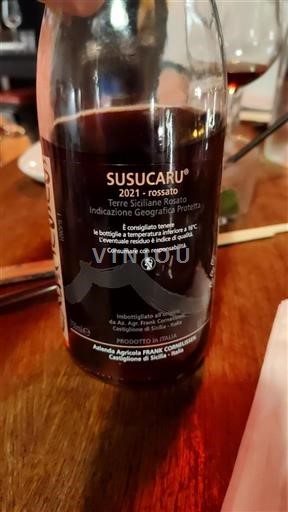 SUSUCARU®
2021 - rossato
Terre Siciliane Rosato
Indicazione Geografica Protetta
È consigliato tenere
le bottiglie a temperatura inferiore a 16°C.
L'eventuale residuo è indice di qualità.
Consumare con responsabilità.
VINYOU
Imbottigliato all'origine
da Az. Agr. Frank Cornelissen,
Castiglione di Sicilia - Italia
PRODOTTO in ITALIA
Azienda Agricola FRANK CORNELISSEN
Castiglione di Sicilia - Italia